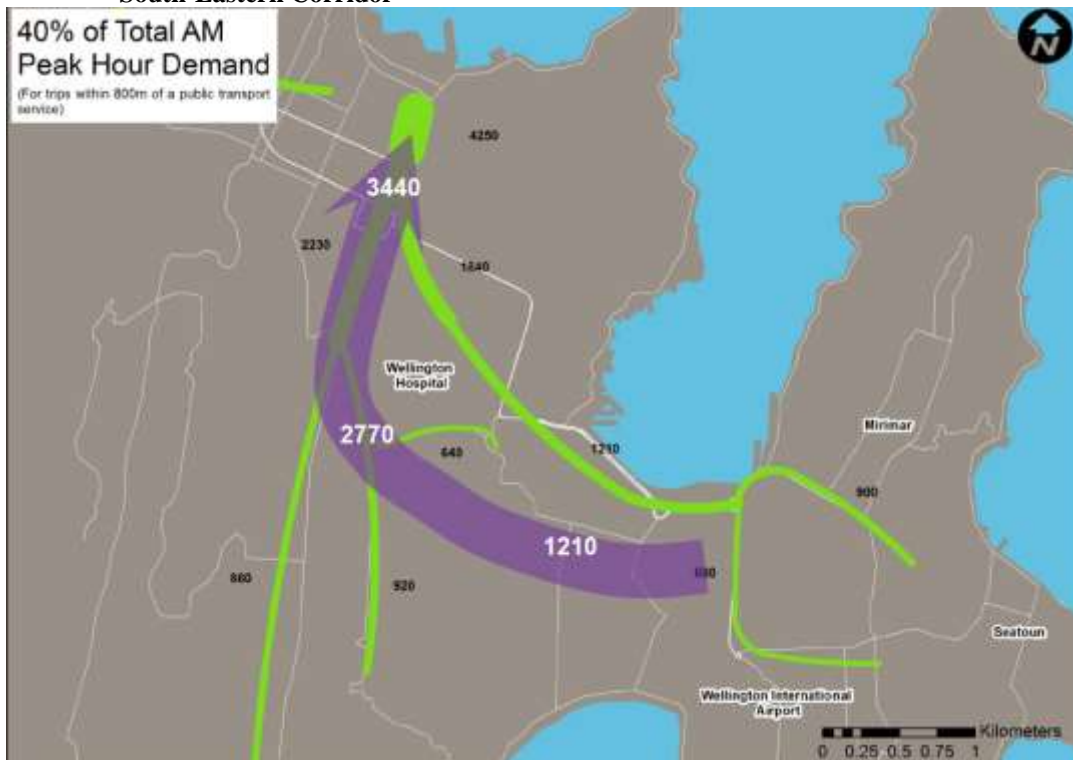 South-Eastern Corridor
40% of Total AM
Peak Hour Demand
(For trips within 800m of a public transport
service)
N
4250
3440
2230
1640
Wellington
Hospital
2770
640
1210
Mirimar
900
1210
860
920
Seatoun
Wellington International
Airport
Kilometers
0 0.25 0.5 0.75 1